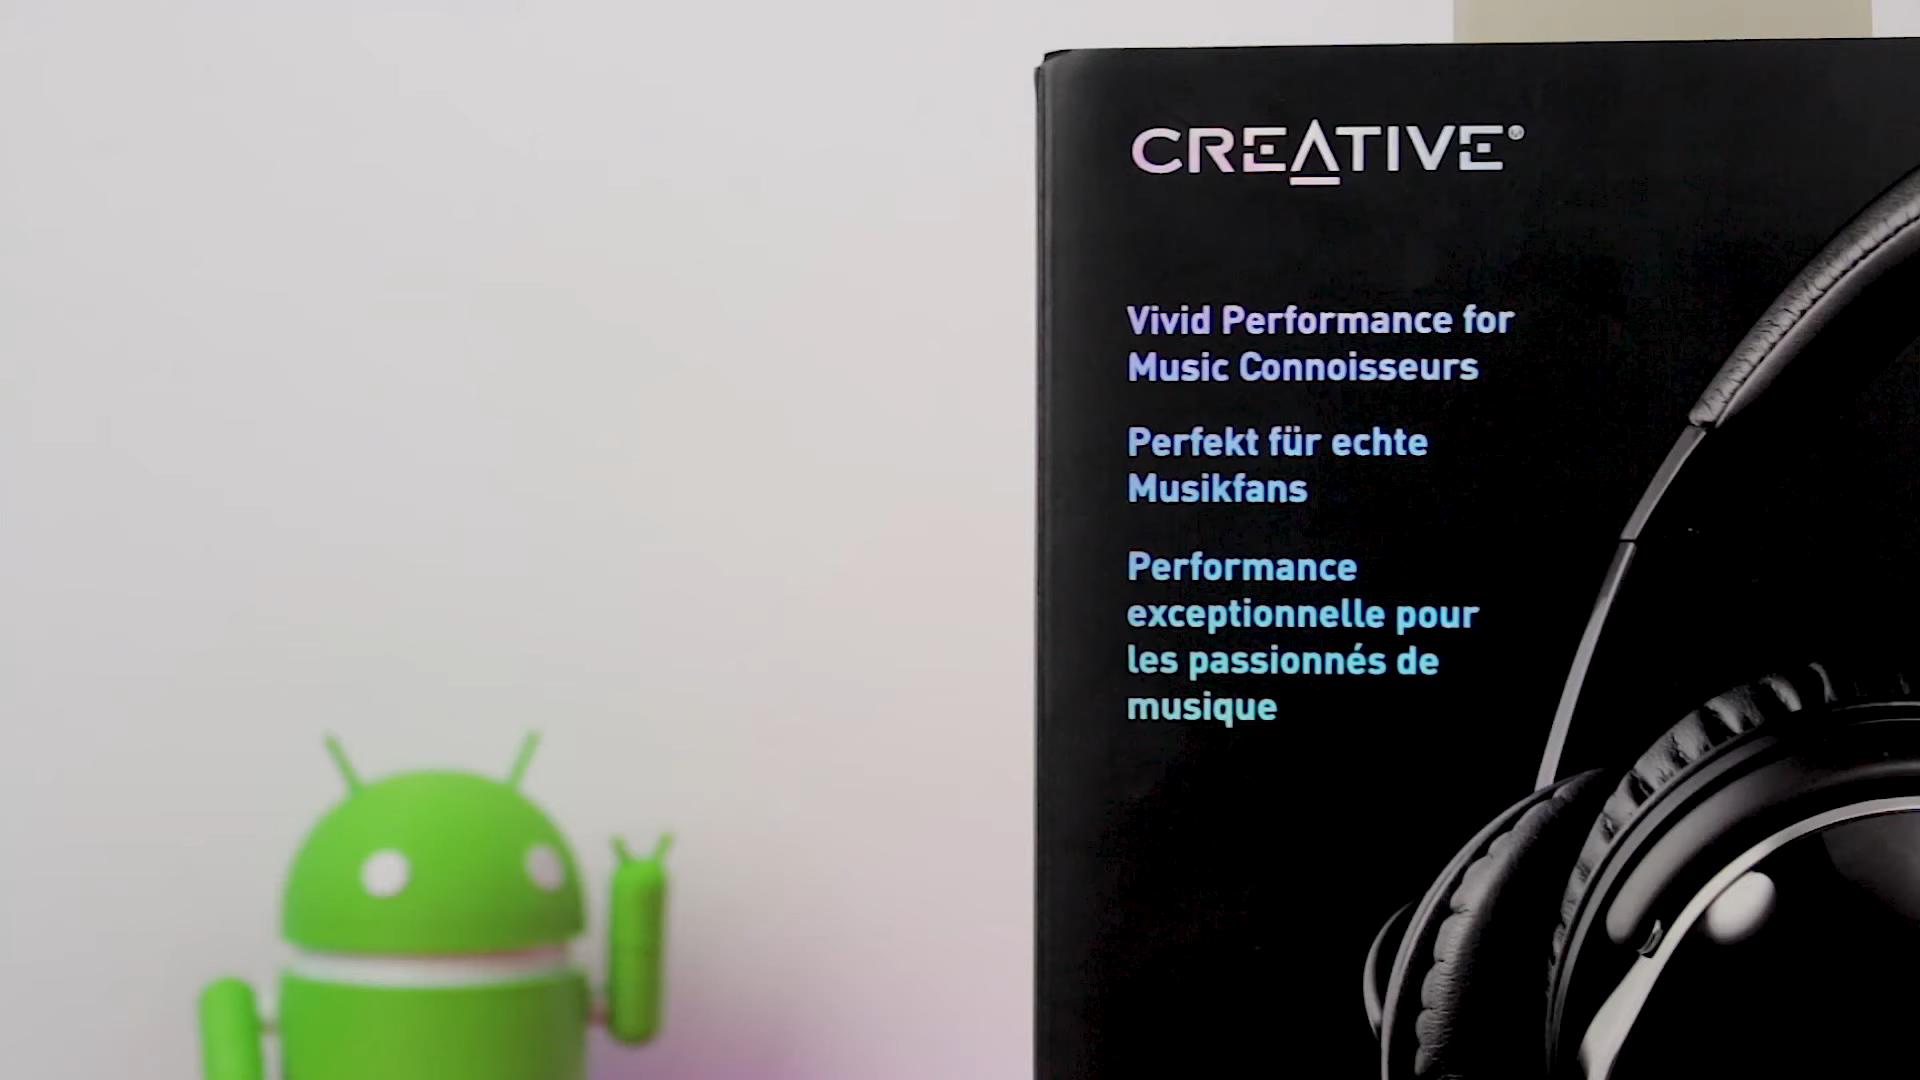 CREATIVE®
Vivid Performance for
Music Connoisseurs
Perfekt für echte
Musikfans
Performance
exceptionnelle pour
les passionnés de
musique